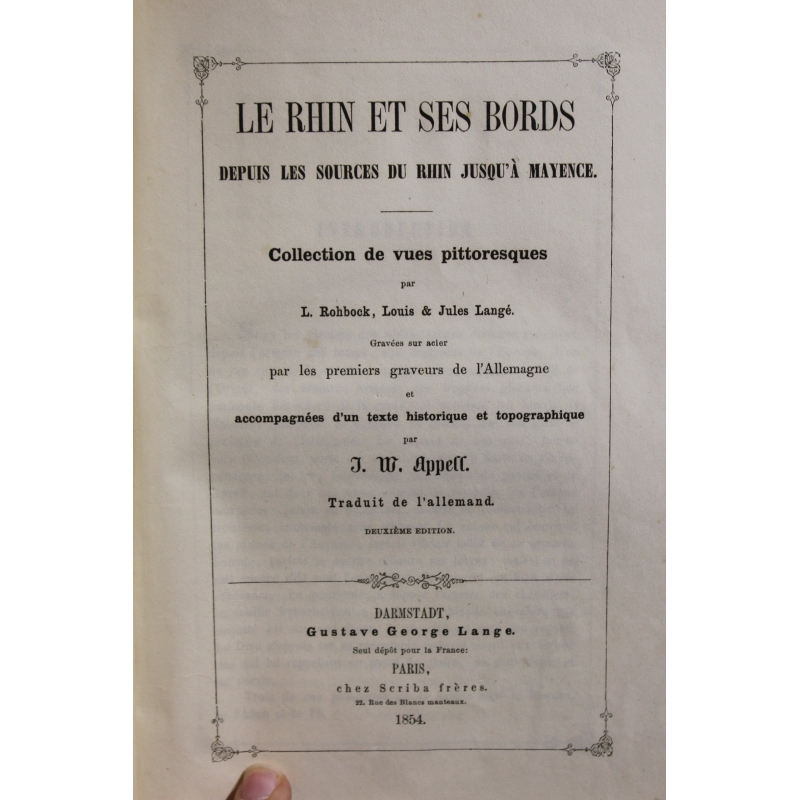 LE RHIN ET SES BORDS
DEPUIS LES SOURCES DU RHIN JUSQU'À MAYENCE.
Collection de vues pittoresques
par
L. Rohbock, Louis & Jules Langé.
Gravées sur acier
par les premiers graveurs de l'Allemagne
et
accompagnées d'un texte historique et topographique
par
J. W. Appell.
Traduit de l'allemand.
DEUXIÈME EDITION.
DARMSTADT,
Gustave George Lange.
Seul dépôt pour la France:
PARIS,
chez Scriba frères.
22. Rue des Blancs manteaux.
1854.